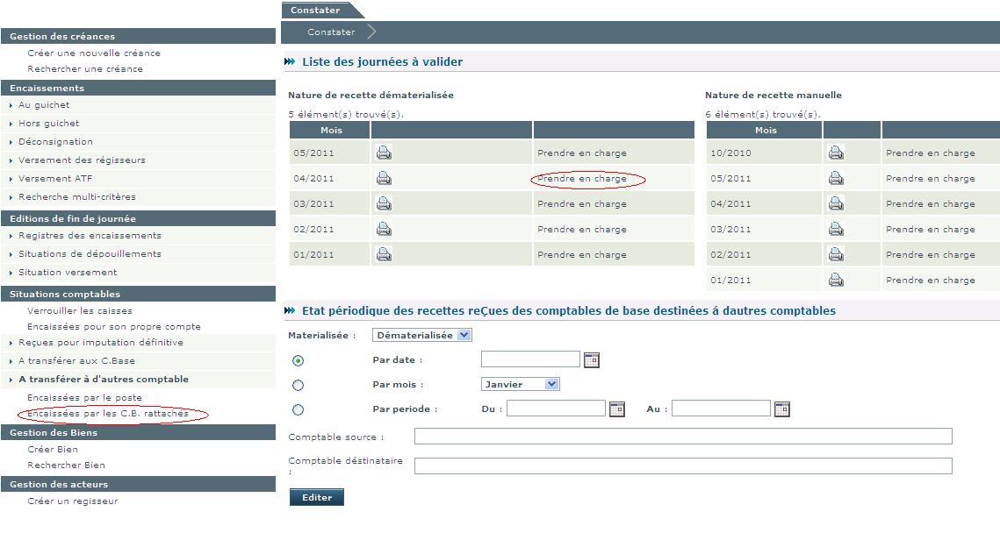 Gestion des créances
Créer une nouvelle créance
Rechercher une créance
Encaissements
Au guichet
Hors guichet
Déconsignation
Versement des régisseurs
Versement ATF
Recherche multi-critères
Editions de fin de journée
Registres des encaissements
Situations de dépouillements
Situation versement
Situations comptables
Verrouiller les caisses
Encaissées pour son propre compte
Reçues pour imputation définitive
A transférer aux C.Base
A transférer à d'autres comptable
Encaissées par le poste
Encaissées par les C.B. rattachés
Gestion des Biens
Créer Bien
Rechercher Bien
Gestion des acteurs
Créer un regisseur
Constater
Constater
Liste des journées à valider
Nature de recette dématerialisée
5 élément(s) trouvé(s).
Mois
05/2011 Prendre en charge
04/2011 Prendre en charge
03/2011 Prendre en charge
02/2011 Prendre en charge
01/2011 Prendre en charge
Nature de recette manuelle
6 élément(s) trouvé(s).
Mois
10/2010 Prendre en charge
05/2011 Prendre en charge
04/2011 Prendre en charge
03/2011 Prendre en charge
02/2011 Prendre en charge
01/2011 Prendre en charge
Etat périodique des recettes reÇues des comptables de base destinées á dautres comptables
Materialisée : Dématerialisée
Par date :
Par mois : Janvier
Par periode : Du : Au :
Comptable source :
Comptable déstinataire
:
Editer